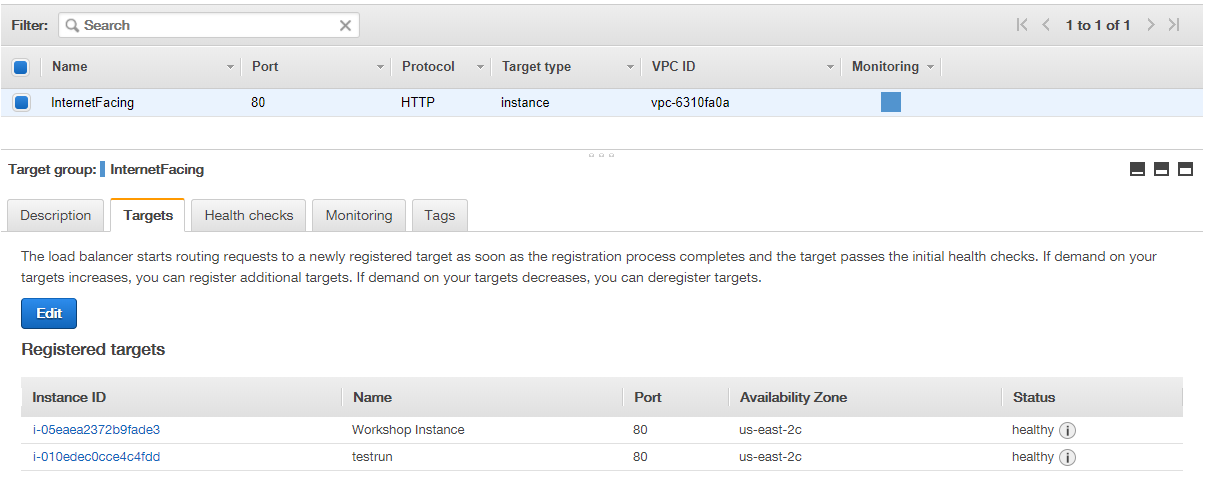 Filter: Search 1 to 1 of 1
Name Port Protocol Target type VPC ID Monitoring
InternetFacing 80 HTTP instance vpc-6310fa0a
Target group: InternetFacing
Description Targets Health checks Monitoring Tags
The load balancer starts routing requests to a newly registered target as soon as the registration process completes and the target passes the initial health checks. If demand on your
targets increases, you can register additional targets. If demand on your targets decreases, you can deregister targets.
Edit
Registered targets
Instance ID Name Port Availability Zone Status
i-05eaea2372b9fade3 Workshop Instance 80 us-east-2c healthy i
i-010edec0cce4c4fdd testrun 80 us-east-2c healthy i